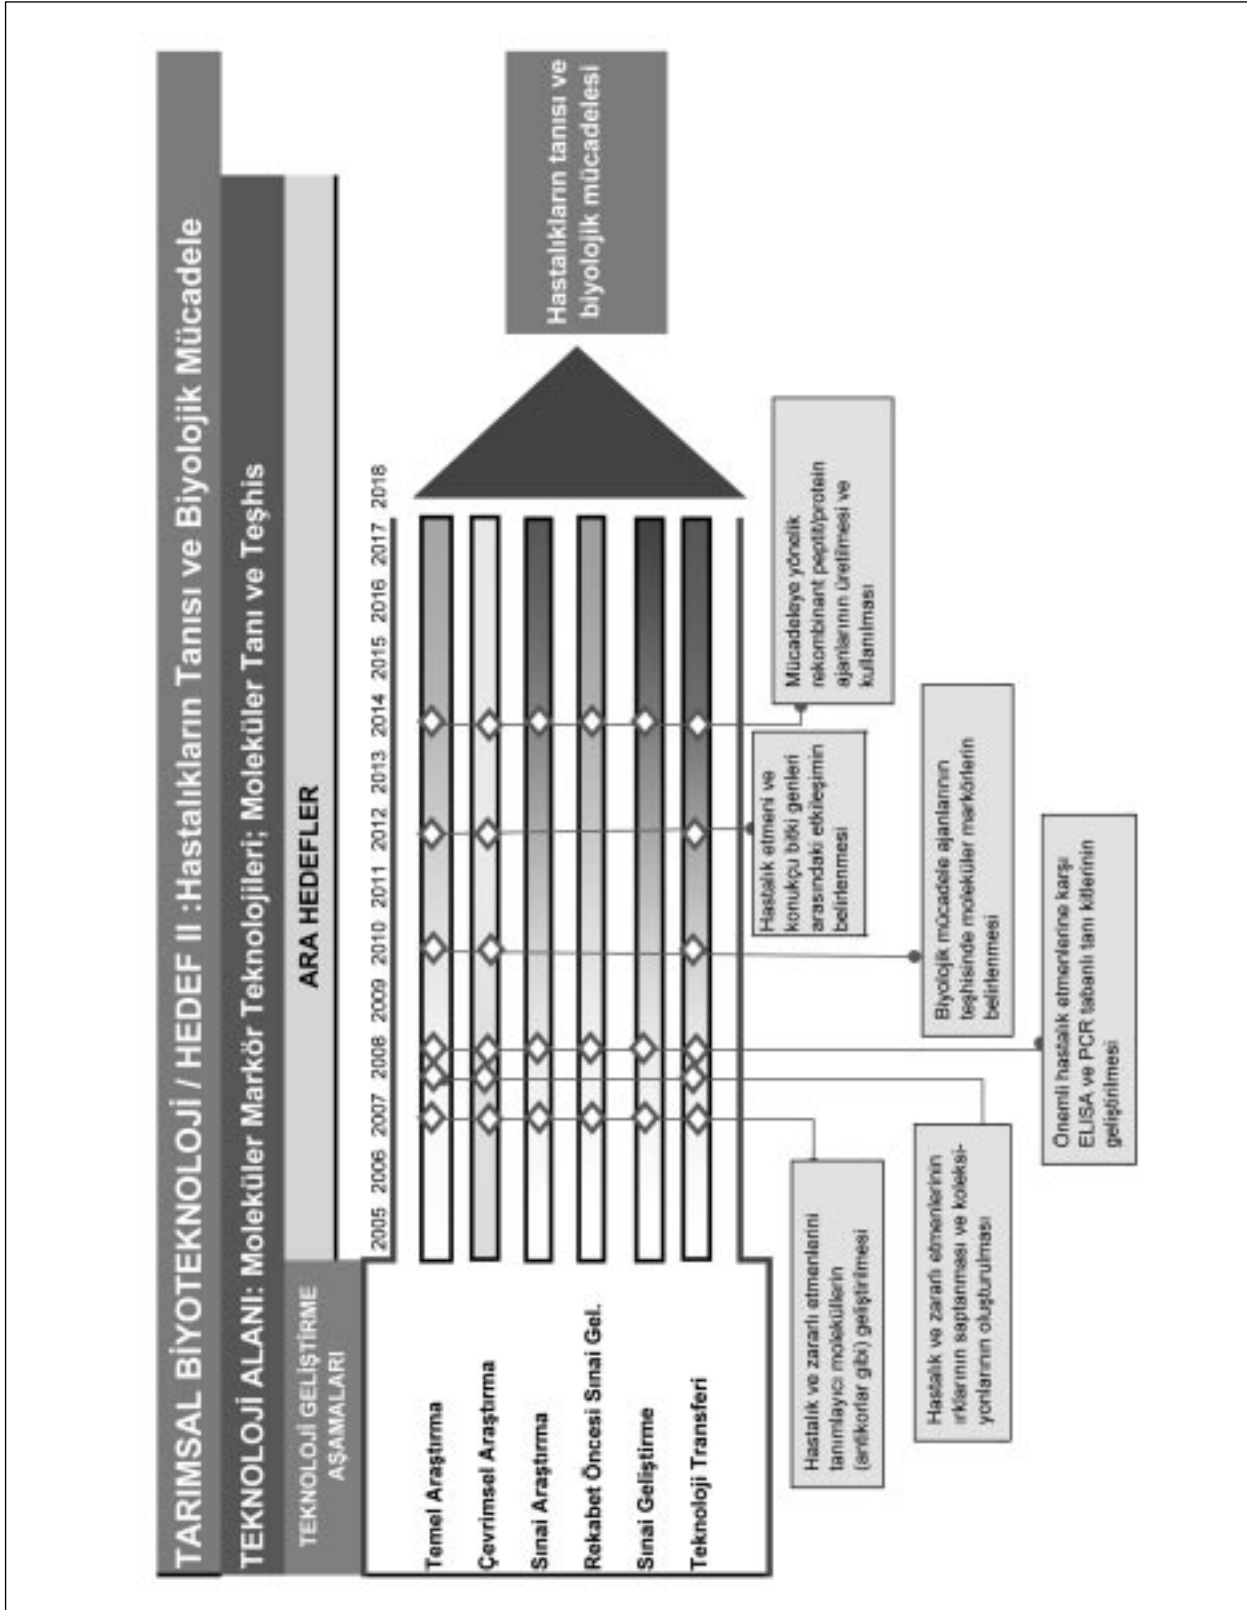 TARIMSAL BİYOTEKNOLOJİ / HEDEF II :Hastalıkların Tanısı ve Biyolojik Mücadele
TEKNOLOJİ ALANI: Moleküler Markör Teknolojileri; Moleküler Tanı ve Teşhis
TEKNOLOJİ GELİŞTİRME
AŞAMALARI
ARA HEDEFLER
2005 2006 2007 2008 2009 2010 2011 2012 2013 2014 2015 2016 2017 2018
Temel Araştırma
Çevrimsel Araştırma
Sınai Araştırma
Rekabet Öncesi Sınai Gel.
Sınai Geliştirme
Teknoloji Transferi
Hastalıkların tanısı ve
biyolojik mücadelesi
Hastalık ve zararlı etmenlerini
tanımlayıcı moleküllerin
(antikorlar gibi) geliştirilmesi
Hastalık ve zararlı etmenlerinin
ırklarının saptanması ve koleksi-
yonlarının oluşturulması
Önemli hastalık etmenlerine karşı
ELISA ve PCR tabanlı tanı kitlerinin
geliştirilmesi
Biyolojik mücadele ajanlarının
teşhisinde moleküler markörlerin
belirlenmesi
Hastalık etmeni ve
konukçu bitki genleri
arasındaki etkileşimin
belirlenmesi
Mücadeleye yönelik
rekombinant peptit/protein
ajanlarının üretilmesi ve
kullanılması